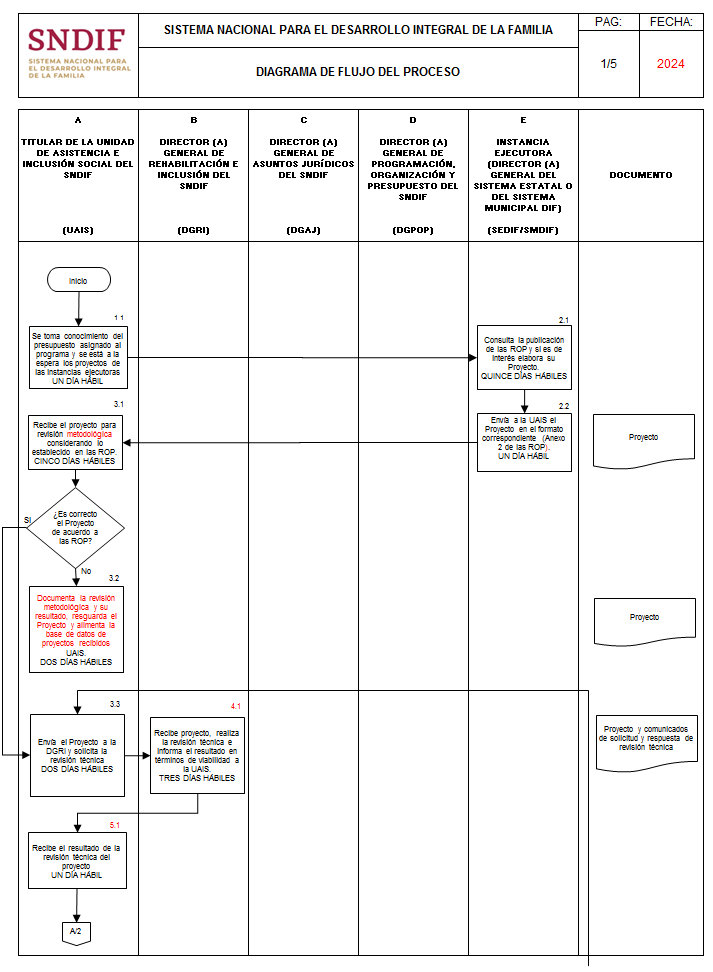 SNDIF
SISTEMA NACIONAL PARA
EL DESARROLLO INTEGRAL
DE LA FAMILIA
SISTEMA NACIONAL PARA EL DESARROLLO INTEGRAL DE LA FAMILIA
DIAGRAMA DE FLUJO DEL PROCESO
PAG:
FECHA:
1/5
2024
A
TITULAR DE LA UNIDAD
DE ASISTENCIA E
INCLUSIÓN SOCIAL DEL
SNDIF
(UAIS)
B
DIRECTOR (A)
GENERAL DE
REHABILITACIÓN E
INCLUSIÓN DEL
SNDIF
(DGRI)
C
DIRECTOR (A)
GENERAL DE
ASUNTOS JURÍDICOS
DEL SNDIF
(DGAJ)
D
DIRECTOR (A)
GENERAL DE
PROGRAMACIÓN,
ORGANIZACIÓN Y
PRESUPUESTO DEL
SNDIF
(DGPOP)
E
INSTANCIA
EJECUTORA
(DIRECTOR (A)
GENERAL DEL
SISTEMA ESTATAL O
DEL SISTEMA
MUNICIPAL DIF)
(SEDIF/SMDIF)
DOCUMENTO
Inicio
1.1
Se toma conocimiento del
presupuesto asignado al
programa y se está a la
espera los proyectos de
las instancias ejecutoras
UN DÍA HÁBIL
2.1
Consulta la publicación
de las ROP y si es de
interés elabora su
Proyecto.
QUINCE DÍAS HÁBILES
2.2
Envía a la UAIS el
Proyecto en el formato
correspondiente (Anexo
2 de las ROP).
UN DÍA HÁBIL
Proyecto
3.1
Recibe el proyecto para
revisión metodológica
considerando lo
establecido en las ROP.
CINCO DÍAS HÁBILES
¿Es correcto
el Proyecto
de acuerdo a
las ROP?
SI
No
3.2
Documenta la revisión
metodológica y su
resultado, resguarda el
Proyecto y alimenta la
base de datos de
proyectos recibidos
UAIS.
DOS DÍAS HÁBILES
Proyecto
3.3
Envía el Proyecto a la
DGRI y solicita la
revisión técnica
DOS DÍAS HÁBILES
4.1
Recibe proyecto, realiza
la revisión técnica e
informa el resultado en
términos de viabilidad a
la UAIS.
TRES DÍAS HÁBILES
Proyecto y comunicados
de solicitud y respuesta de
revisión técnica
5.1
Recibe el resultado de la
revisión técnica del
proyecto
UN DÍA HÁBIL
A/2